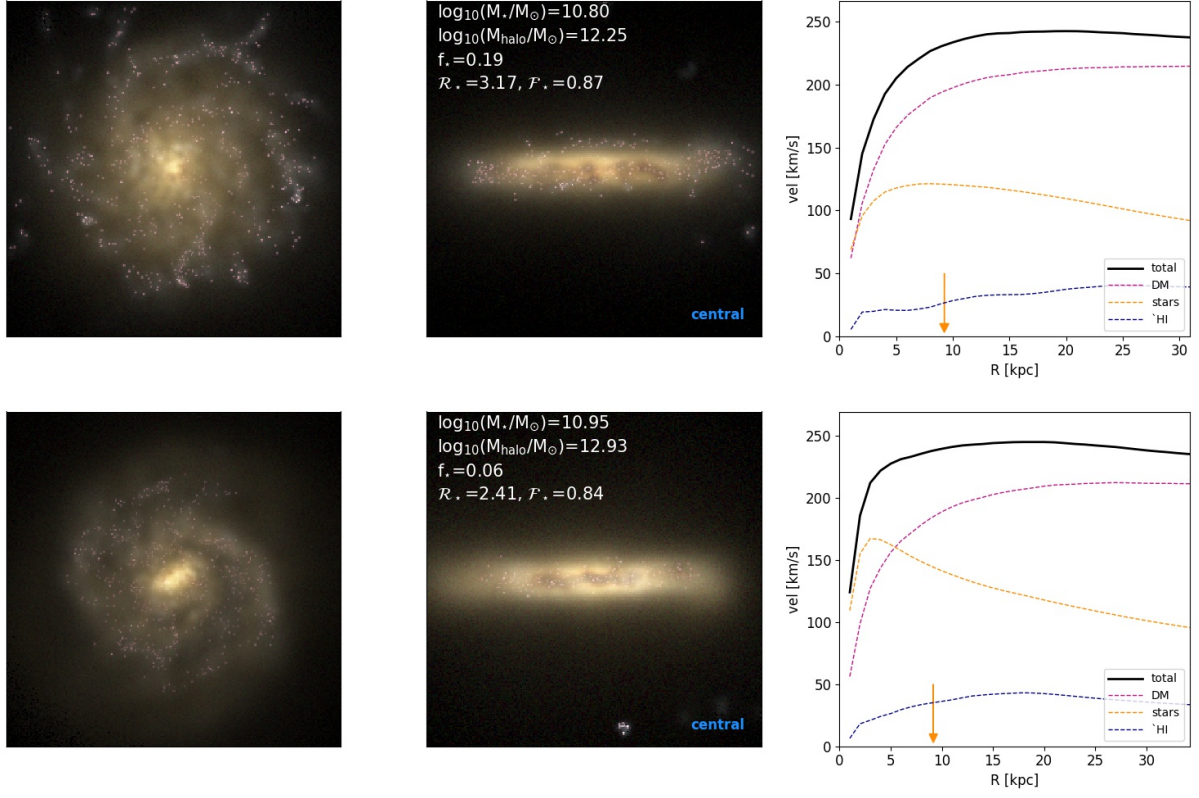 log₁₀(M⋆/M☉)=10.80
log₁₀(Mhalo/M☉)=12.25
f⋆=0.19
ℛ⋆=3.17, ℱ⋆=0.87
central
250
200
150
100
50
0
vel [km/s]
total
DM
stars
`HI
0 5 10 15 20 25 30
R [kpc]
log₁₀(M⋆/M☉)=10.95
log₁₀(Mhalo/M☉)=12.93
f⋆=0.06
ℛ⋆=2.41, ℱ⋆=0.84
central
250
200
150
100
50
0
vel [km/s]
total
DM
stars
`HI
0 5 10 15 20 25 30
R [kpc]